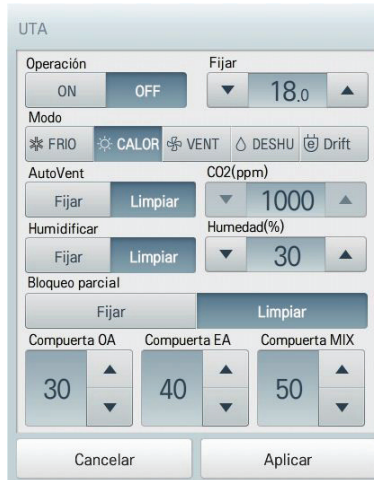 UTA
Operación Fijar
ON OFF 18.0
Modo
FRIO CALOR VENT DESHU Drift
AutoVent CO2(ppm)
Fijar Limpiar 1000
Humidificar Humedad(%)
Fijar Limpiar 30
Bloqueo parcial
Fijar Limpiar
Compuerta OA Compuerta EA Compuerta MIX
30 40 50
Cancelar Aplicar